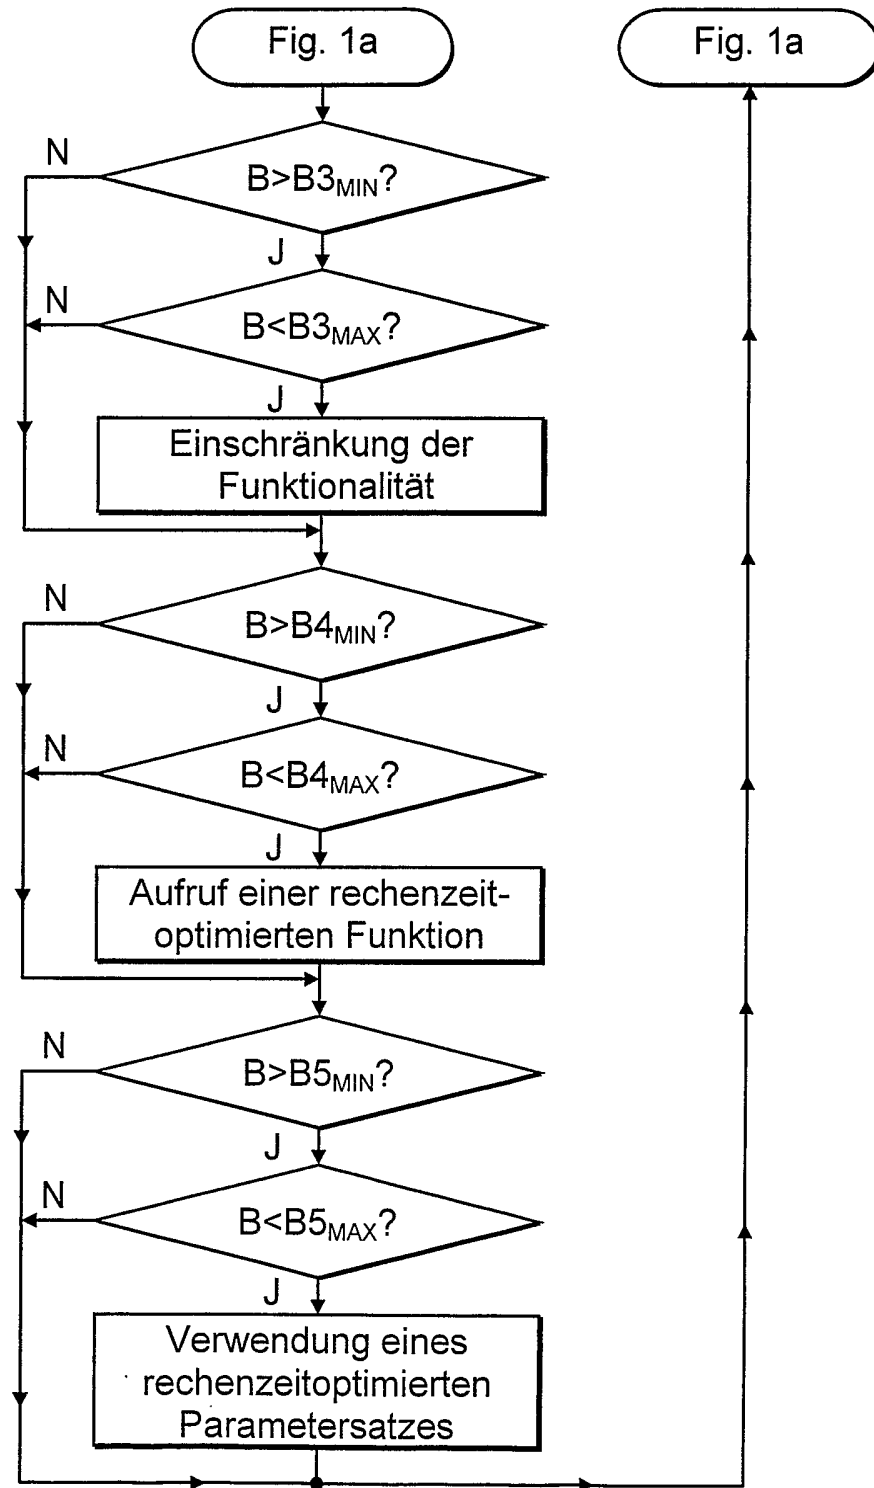 Fig. 1a
Fig. 1a
N
B>B3MIN?
J
N
B<B3MAX?
J
Einschränkung der
Funktionalität
N
B>B4MIN?
J
N
B<B4MAX?
J
Aufruf einer rechenzeit-
optimierten Funktion
N
B>B5MIN?
J
N
B<B5MAX?
J
Verwendung eines
rechenzeitoptimierten
Parametersatzes